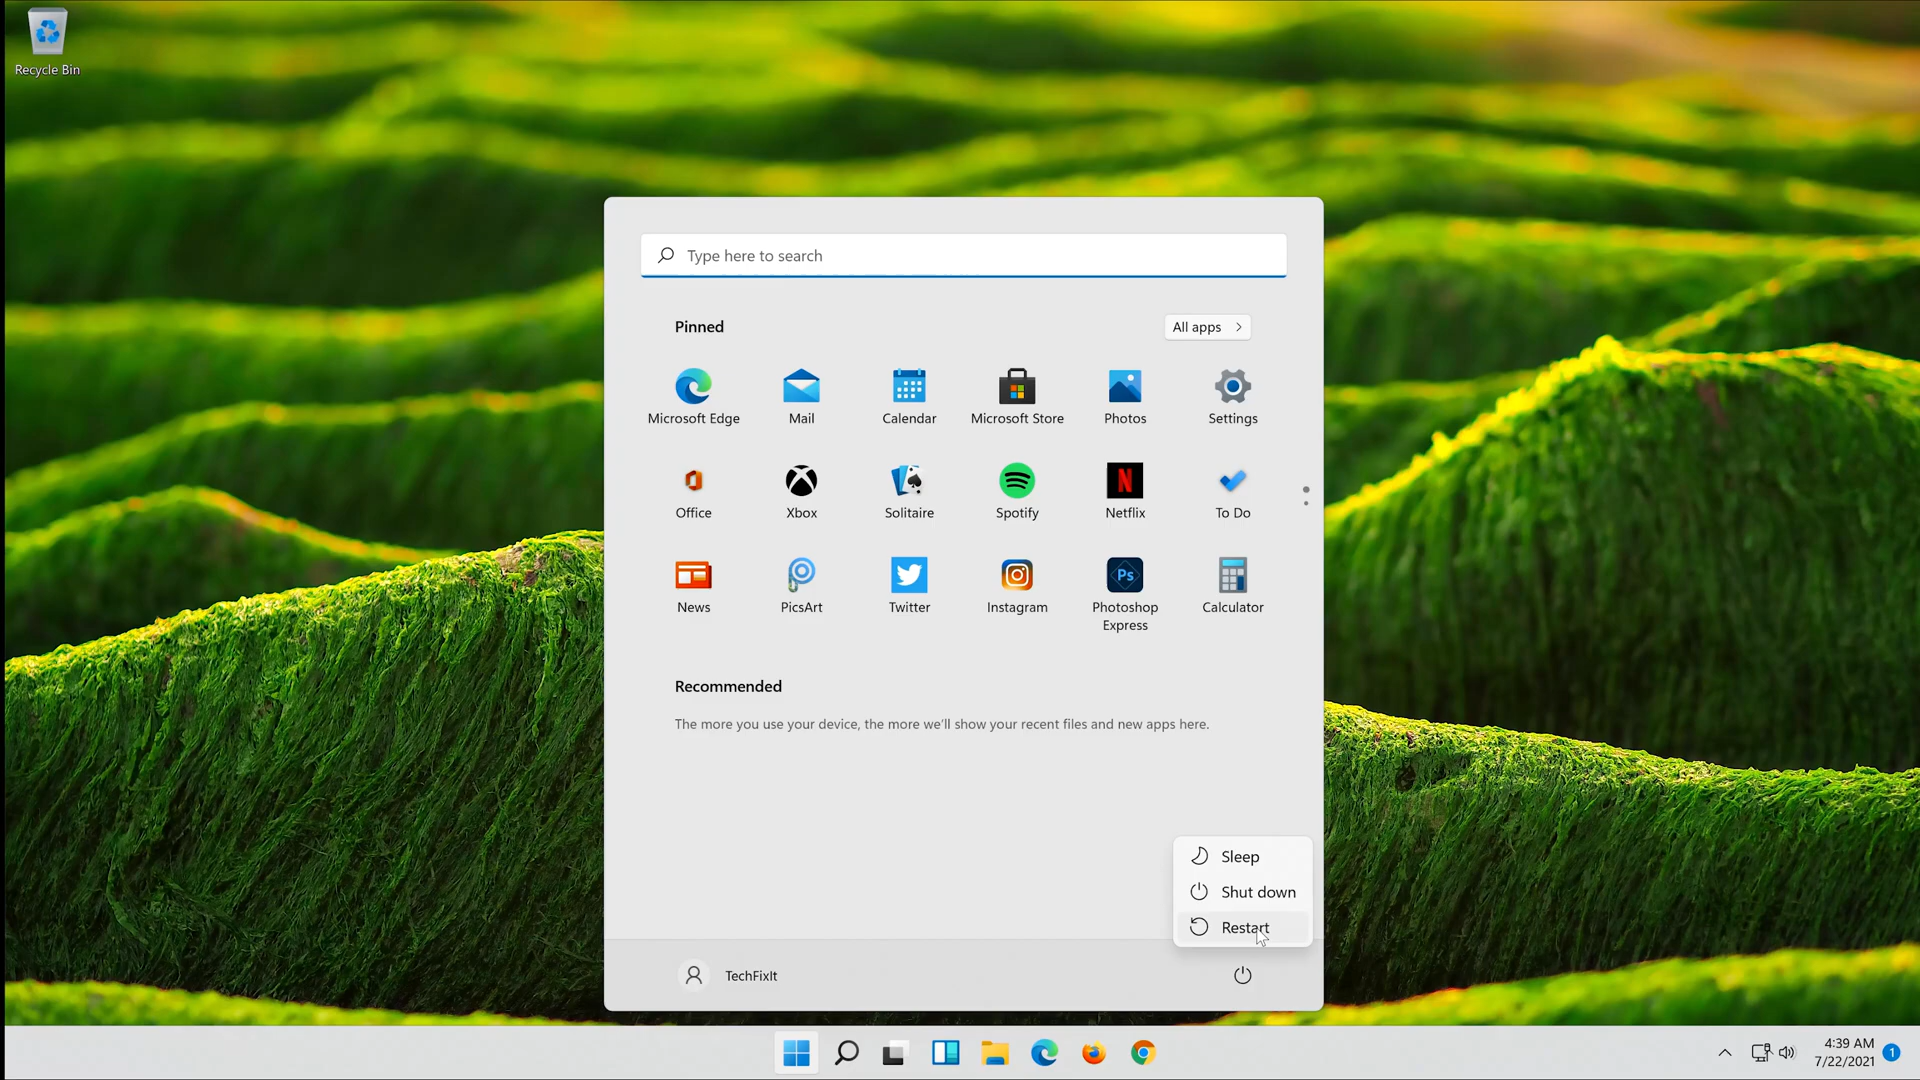 Recycle Bin
Type here to search
Pinned
All apps
Microsoft Edge
Mail
Calendar
Microsoft Store
Photos
Settings
Office
Xbox
Solitaire
Spotify
Netflix
To Do
News
PicsArt
Twitter
Instagram
Ps
Photoshop
Express
Calculator
Recommended
The more you use your device, the more we'll show your recent files and new apps here.
Sleep
Shut down
Restart
TechFixIt
4:39 AM
7/22/2021
1